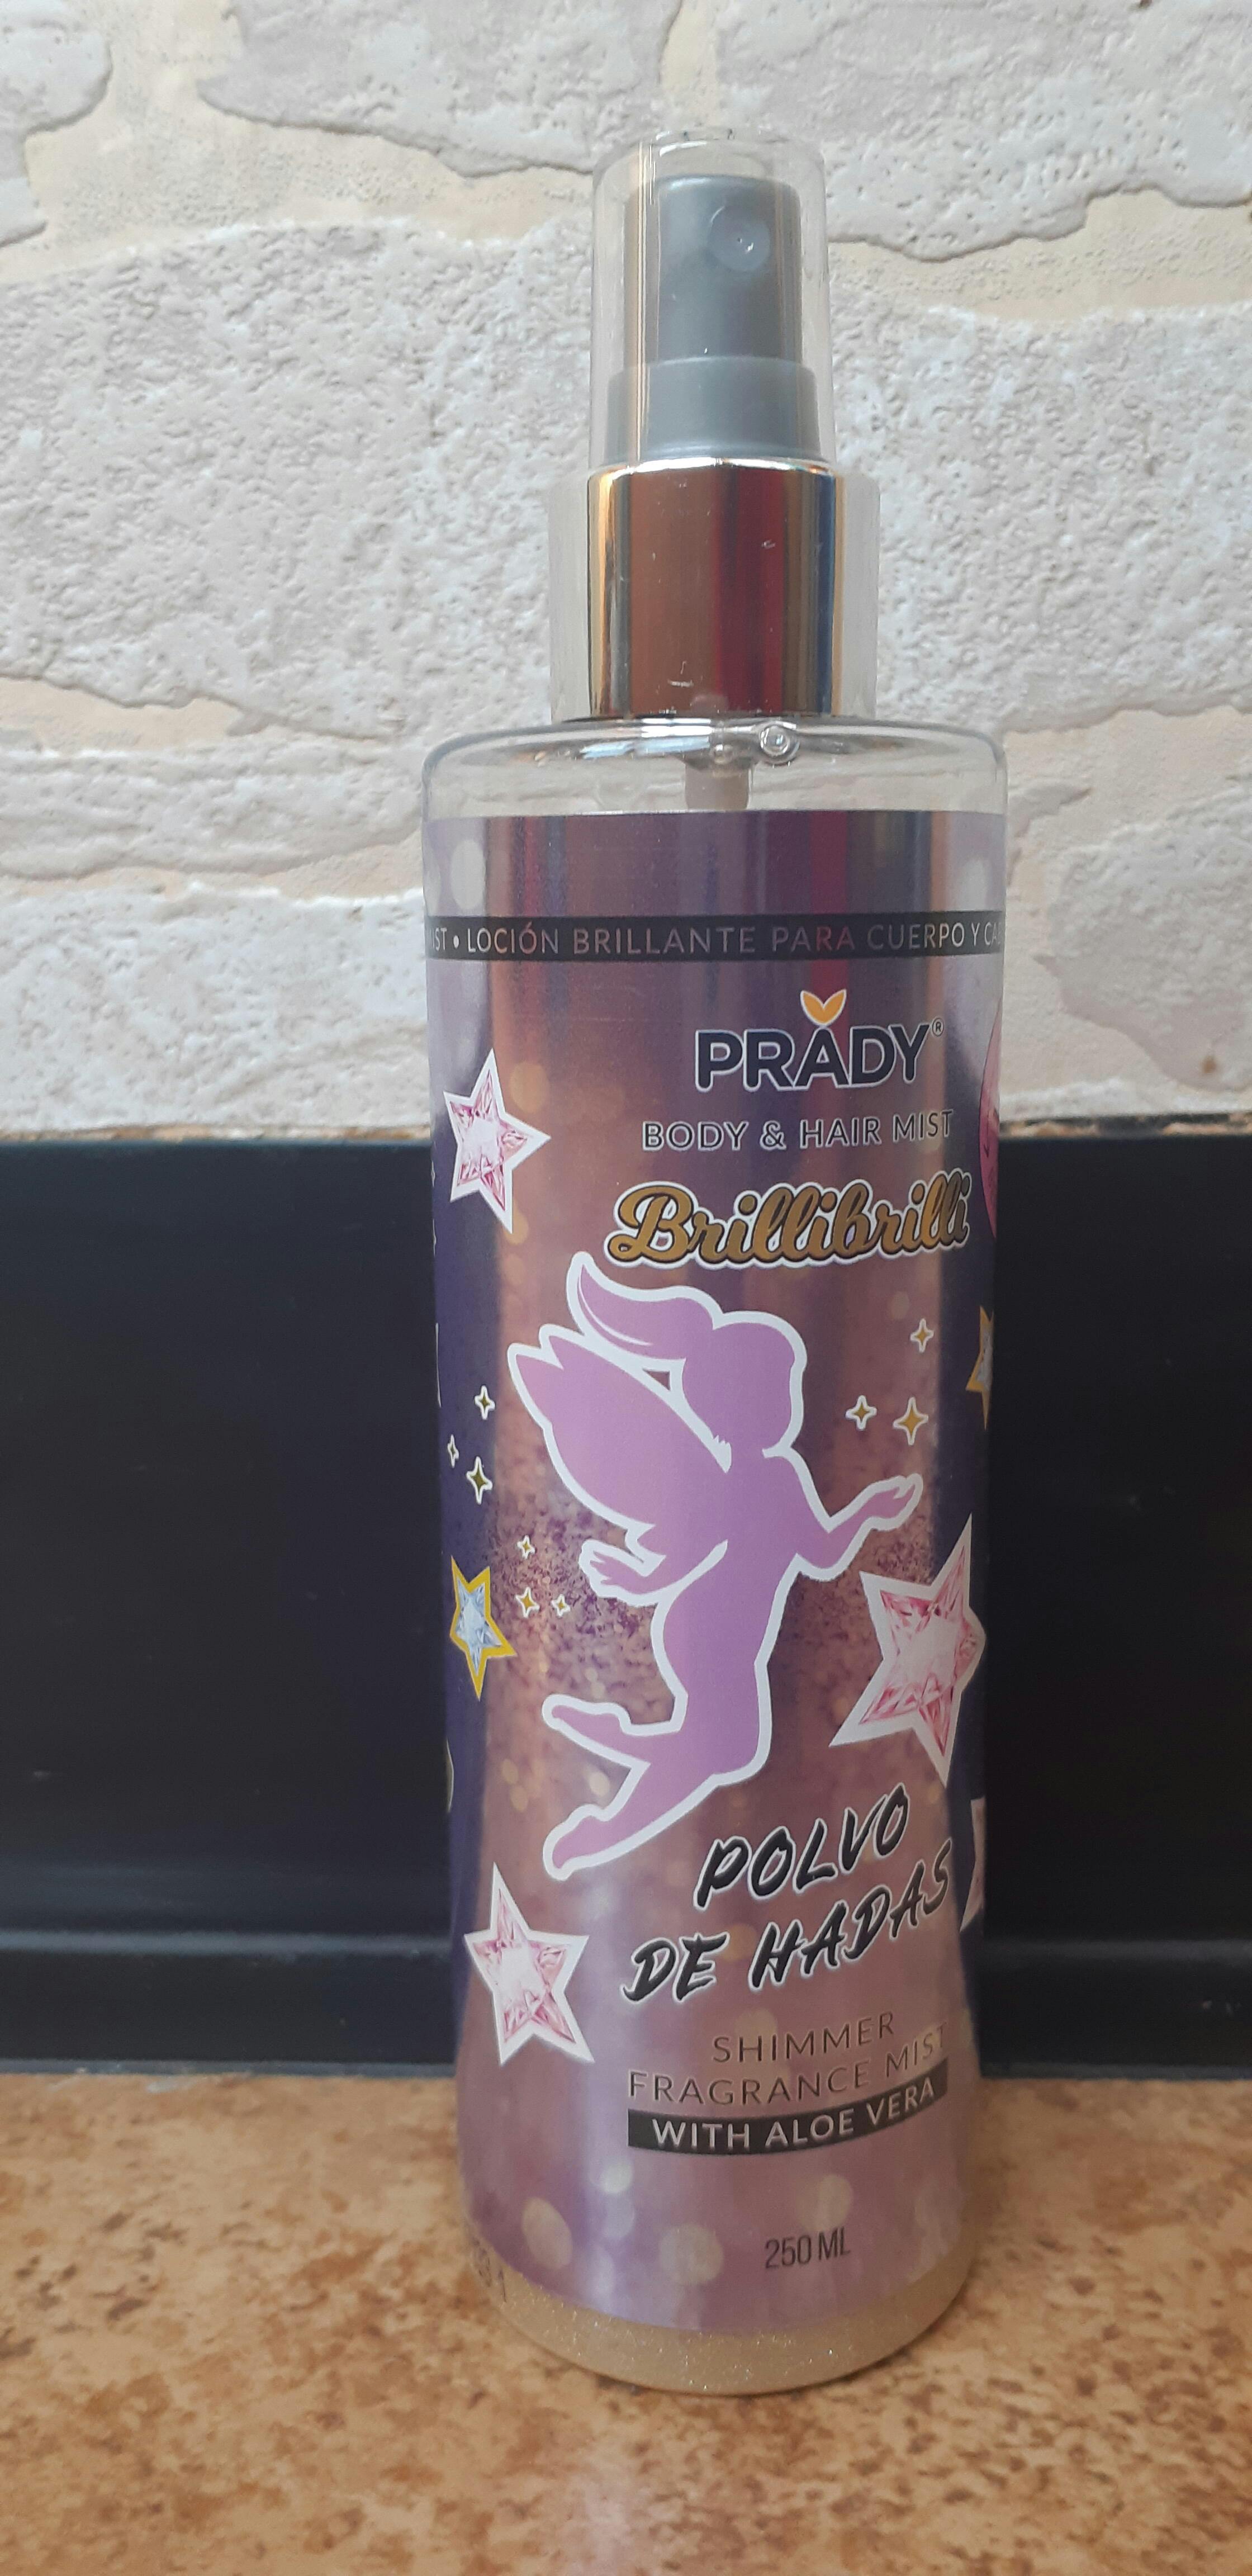 • LOCIÓN BRILLANTE PARA CUERPO Y
PRADY®
BODY & HAIR MIST
Brillibrilli
POLVO
DE HADAS
SHIMMER
FRAGRANCE MIST
WITH ALOE VERA
250 ML